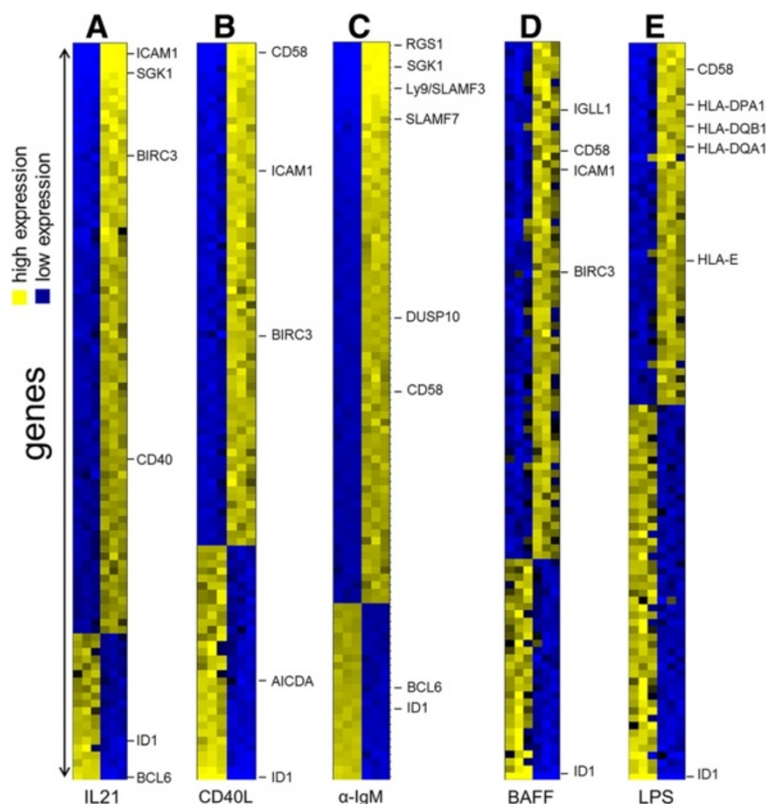 A
B
C
D
E
high expression
low expression
genes
ICAM1
SGK1
BIRC3
CD40
ID1
BCL6
IL21
CD58
ICAM1
BIRC3
AICDA
ID1
CD40L
RGS1
SGK1
Ly9/SLAMF3
SLAMF7
DUSP10
CD58
BCL6
ID1
α-IgM
IGLL1
CD58
ICAM1
BIRC3
ID1
BAFF
CD58
HLA-DPA1
HLA-DQB1
HLA-DQA1
HLA-E
ID1
LPS